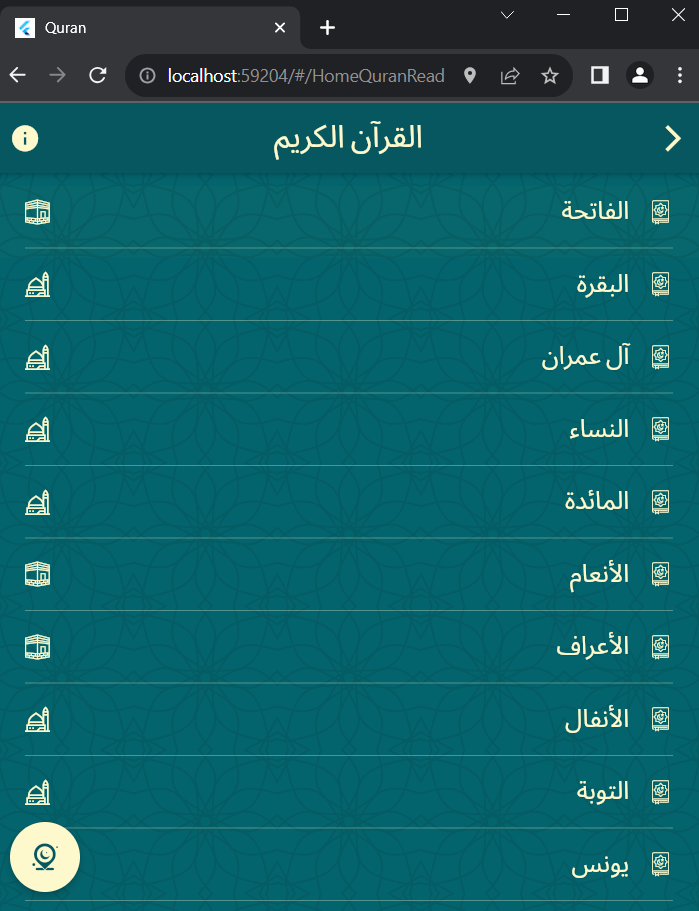 Quran
localhost:59204/#/HomeQuranRead
القرآن الكريم
الفاتحة
البقرة
آل عمران
النساء
المائدة
الأنعام
الأعراف
الأنفال
التوبة
يونس